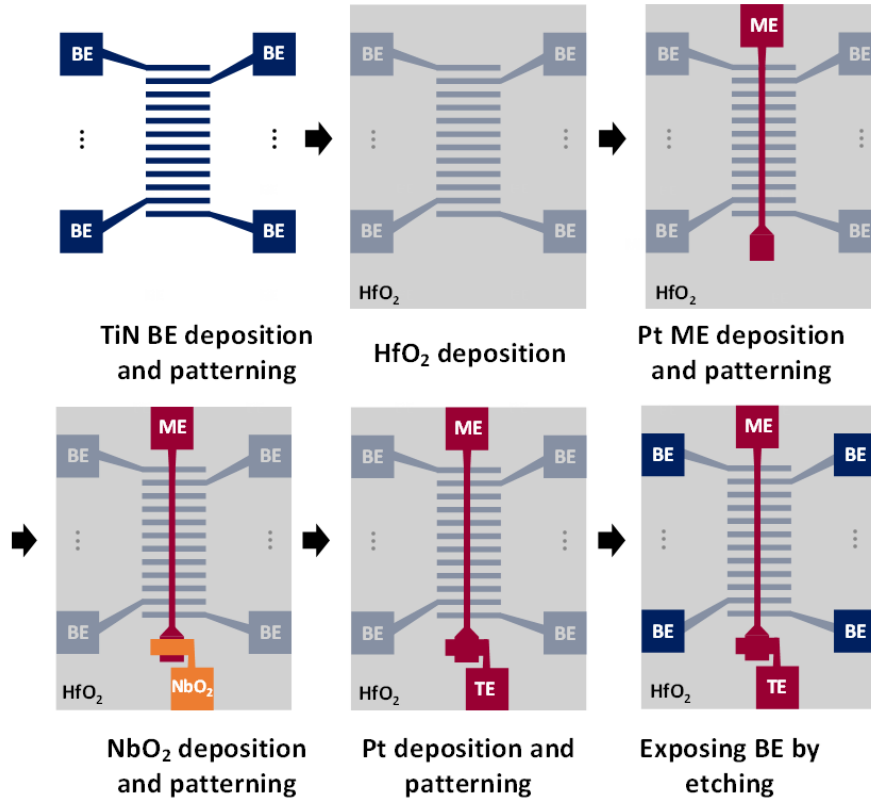 BE BE
⋮ ⋮
BE BE
TiN BE deposition
and patterning
BE BE
⋮ ⋮
BE BE
HfO₂
HfO₂ deposition
ME
BE BE
⋮ ⋮
BE BE
HfO₂
Pt ME deposition
and patterning
ME
BE BE
⋮ ⋮
BE BE
HfO₂ NbO₂
NbO₂ deposition
and patterning
ME
BE BE
⋮ ⋮
BE BE
HfO₂ TE
Pt deposition and
patterning
ME
BE BE
⋮ ⋮
BE BE
HfO₂ TE
Exposing BE by
etching